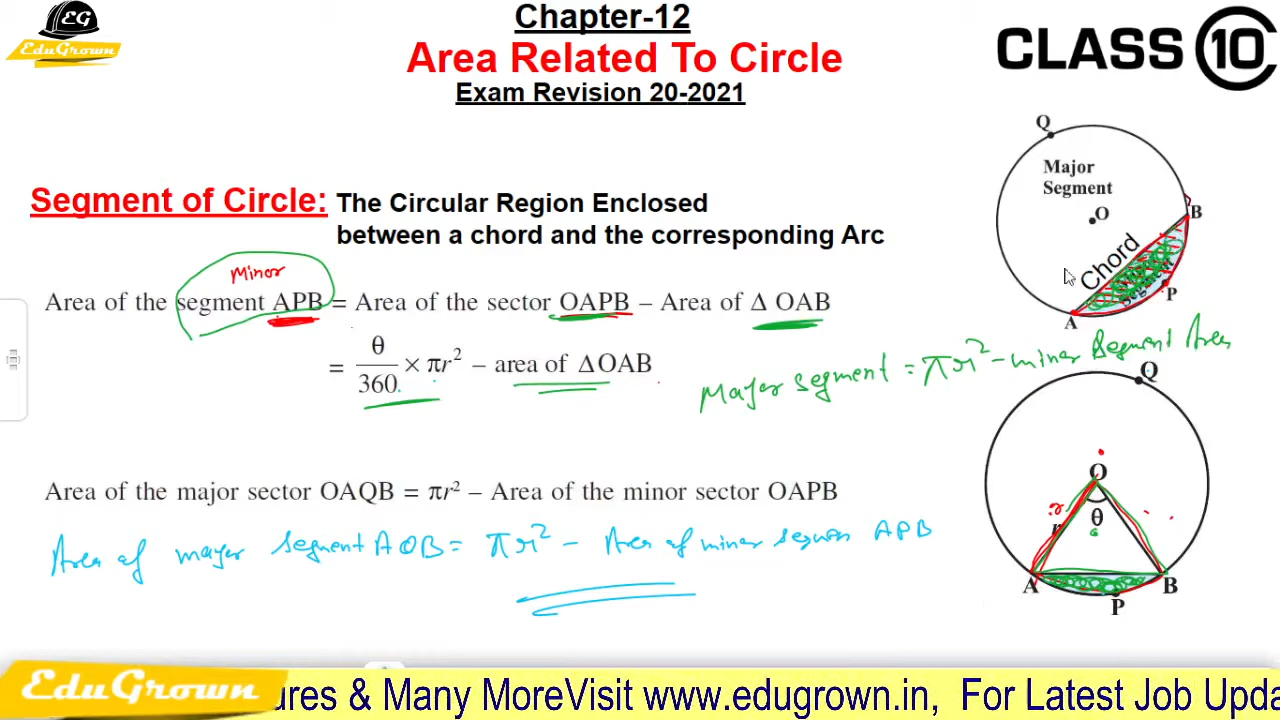 EG
EduGrown
Chapter-12
Area Related To Circle
Exam Revision 20-2021
CLASS 10
Segment of Circle: The Circular Region Enclosed
between a chord and the corresponding Arc
Minor
Area of the segment APB = Area of the sector OAPB – Area of Δ OAB
= θ/360 × πr² – area of ΔOAB
Major segment = πr² – minor Segment Area
Area of the major sector OAQB = πr² – Area of the minor sector OAPB
Area of major segment AQB = πr² – Area of minor APB
Q
Major
Segment
O
B
Chord
Segment
P
A
Q
O
r
θ
r
A
B
P
EduGrown
ures & Many MoreVisit www.edugrown.in, For Latest Job Upda